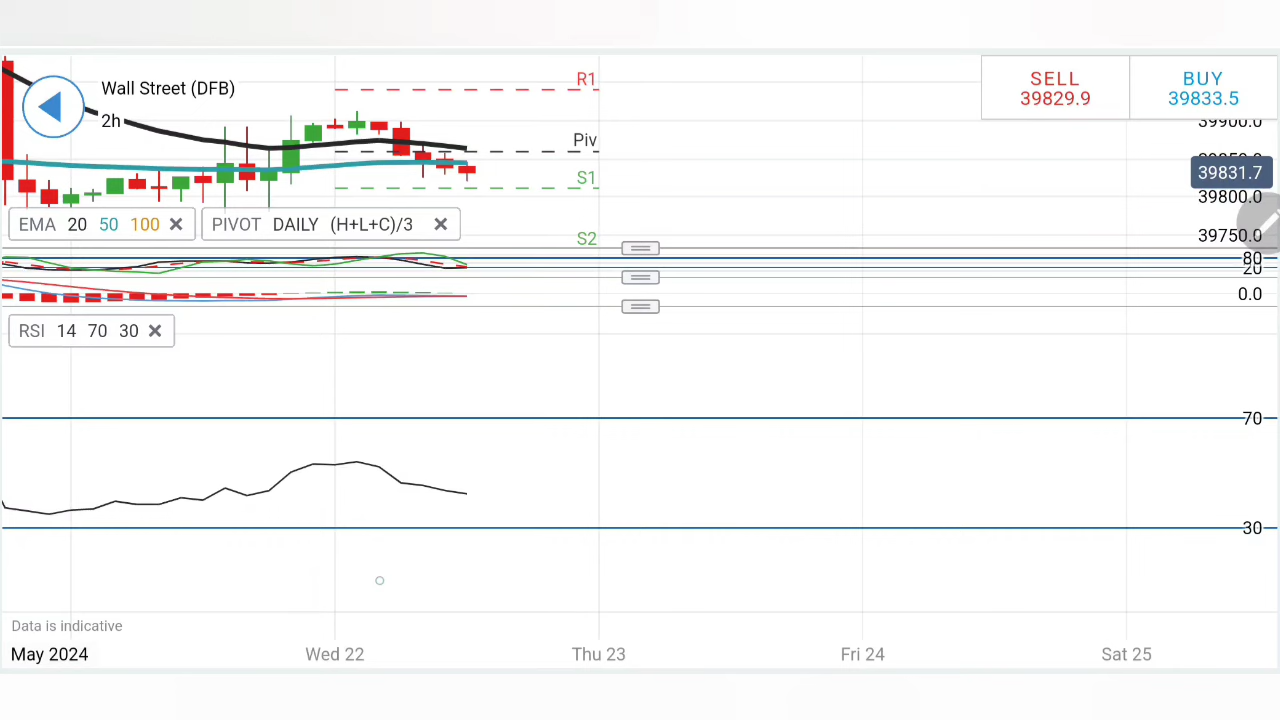 Wall Street (DFB)
2h
R1
Piv
S1
S2
SELL
39829.9
BUY
39833.5
39900.0
39831.7
39800.0
39750.0
EMA 20 50 100
PIVOT DAILY (H+L+C)/3
80
20
0.0
RSI 14 70 30
70
30
Data is indicative
May 2024
Wed 22
Thu 23
Fri 24
Sat 25